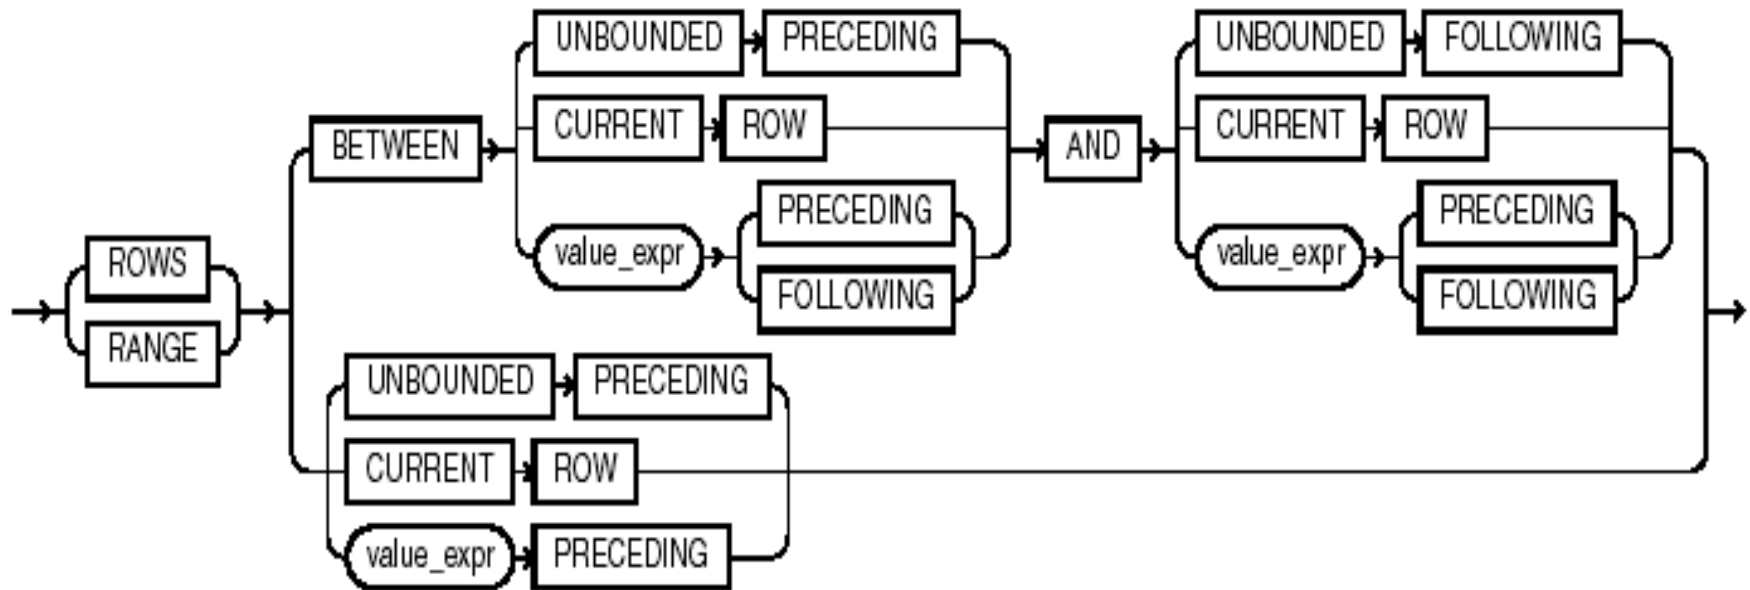 UNBOUNDED PRECEDING UNBOUNDED FOLLOWING
CURRENT ROW CURRENT ROW
BETWEEN AND
PRECEDING PRECEDING
value_expr value_expr
ROWS
FOLLOWING FOLLOWING
RANGE
UNBOUNDED PRECEDING
CURRENT ROW
value_expr PRECEDING